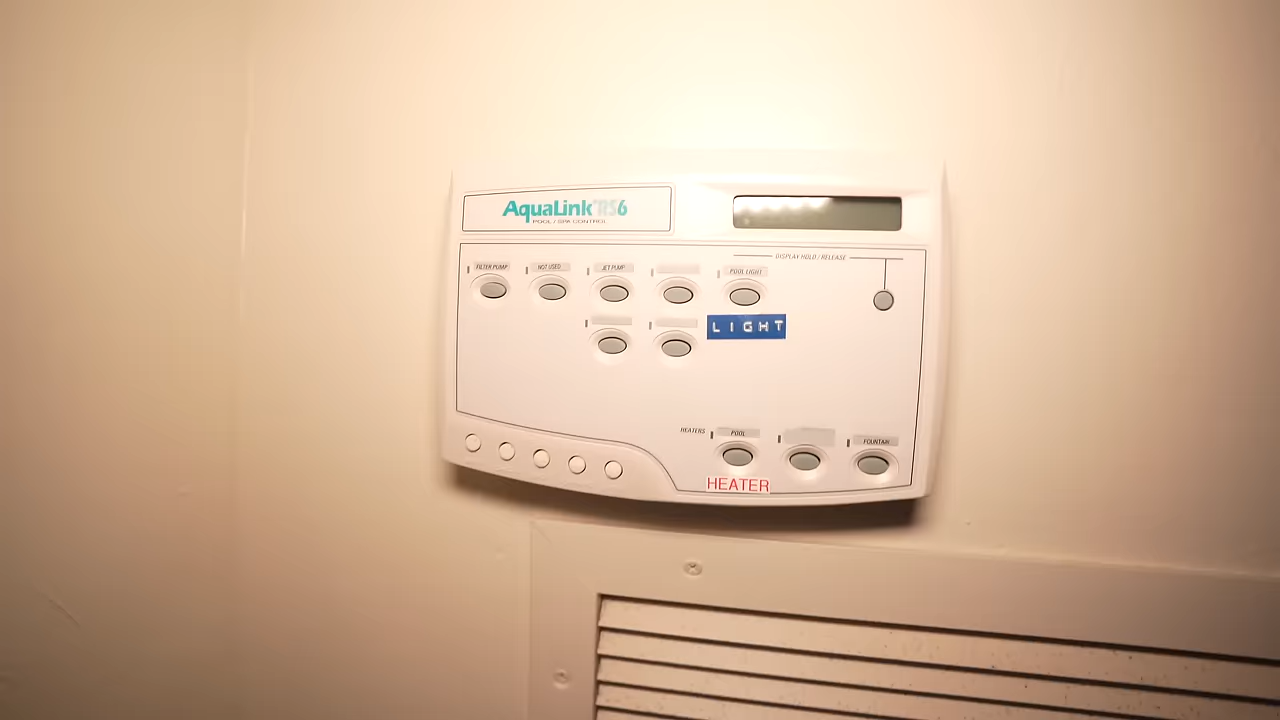 AquaLink RS6
POOL / SPA CONTROL
DISPLAY HOLD / RELEASE
FILTER PUMP
NOT USED
JET PUMP
POOL LIGHT
LIGHT
HEATERS
POOL
FOUNTAIN
HEATER